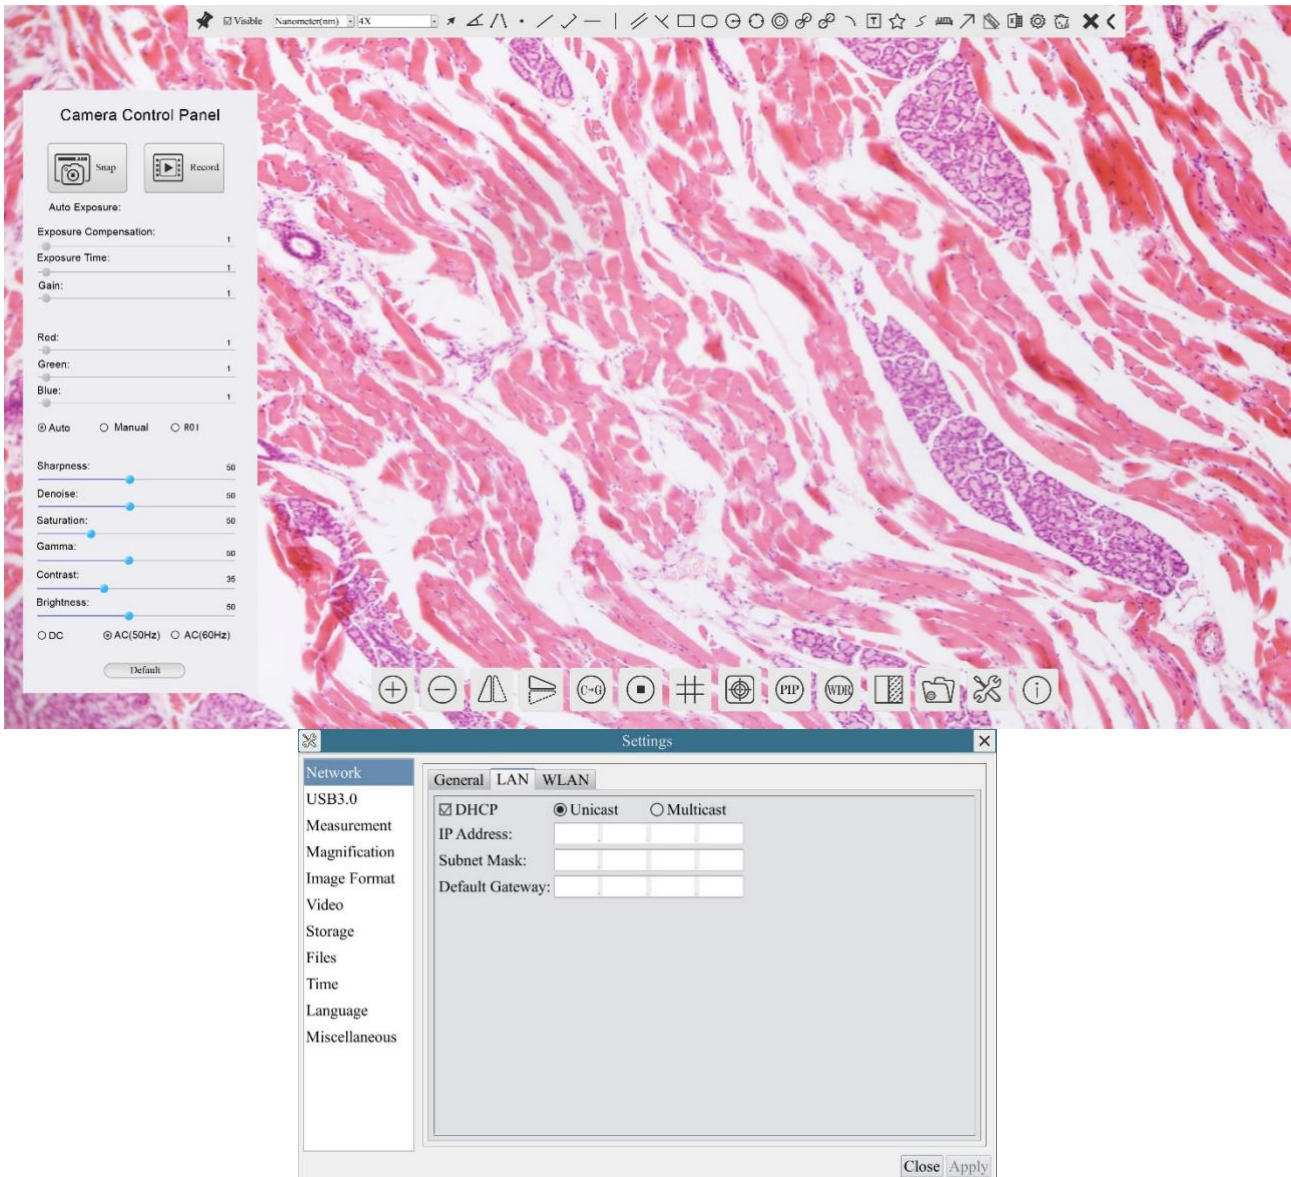 Visible Nanometer(nm) 4X
T
Camera Control Panel
Snap Record
Auto Exposure:
Exposure Compensation: 1
Exposure Time: 1
Gain: 1
Red: 1
Green: 1
Blue: 1
Auto Manual ROI
Sharpness: 50
Denoise: 50
Saturation: 50
Gamma: 50
Contrast: 35
Brightness: 50
DC AC(50Hz) AC(60Hz)
Default
C→G PIP WDR i
Settings
Network
USB3.0
Measurement
Magnification
Image Format
Video
Storage
Files
Time
Language
Miscellaneous
General LAN WLAN
DHCP Unicast Multicast
IP Address:
Subnet Mask:
Default Gateway:
Close Apply